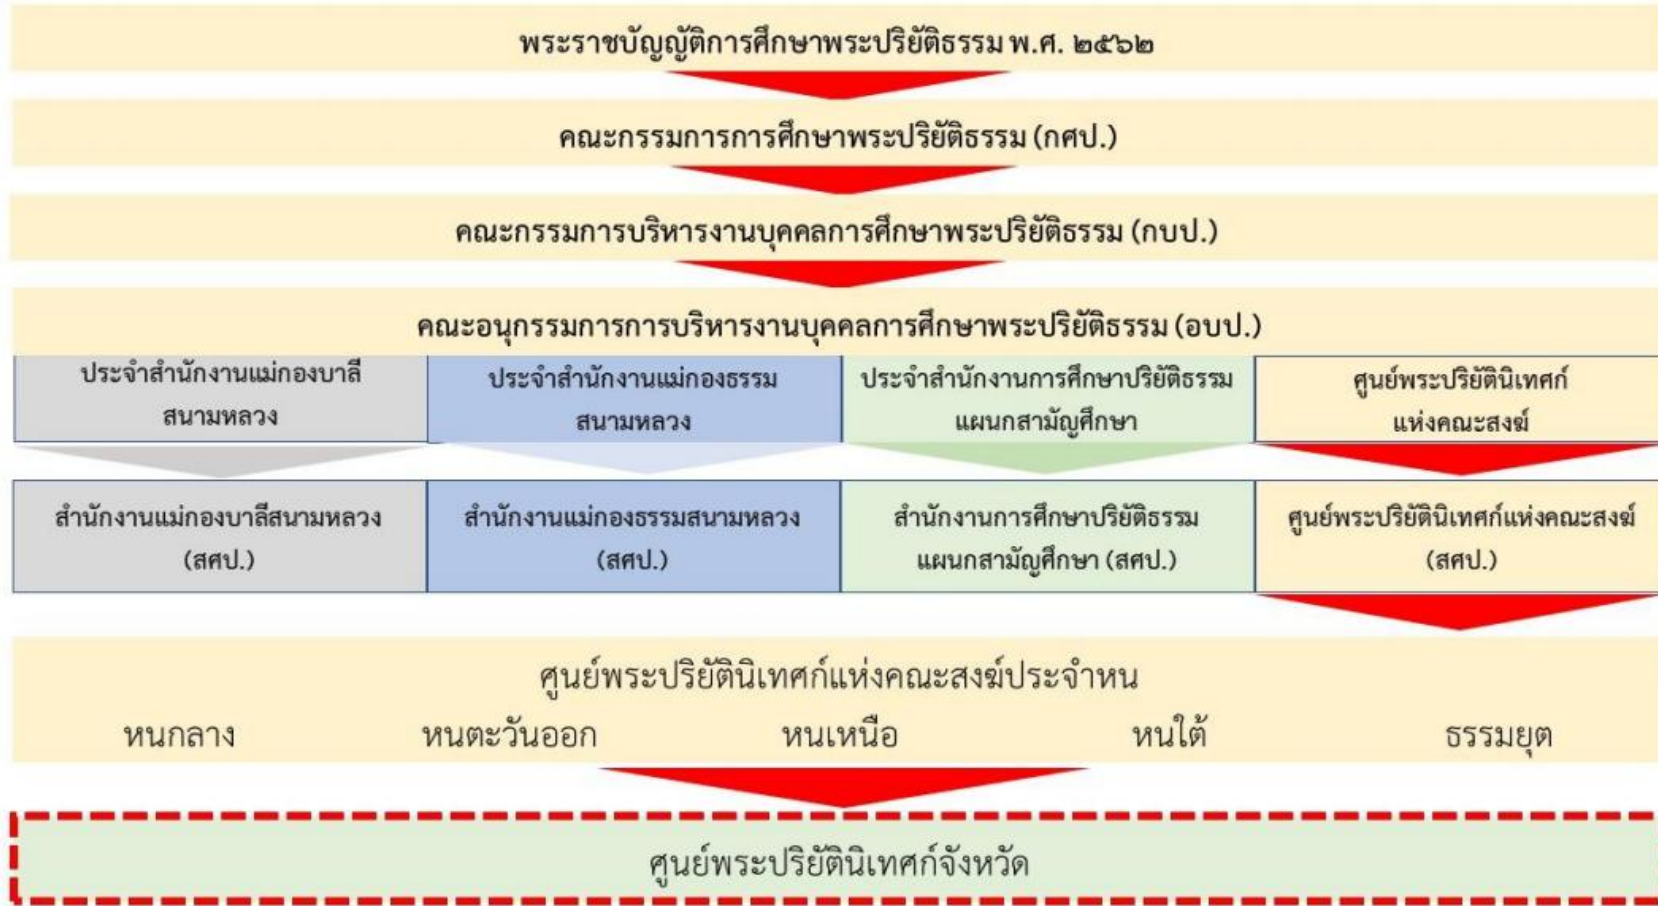 พระราชบัญญัติการศึกษาพระปริยัติธรรม พ.ศ. ๒๕๖๒
คณะกรรมการการศึกษาพระปริยัติธรรม (กศป.)
คณะกรรมการบริหารงานบุคคลการศึกษาพระปริยัติธรรม (กบป.)
คณะอนุกรรมการการบริหารงานบุคคลการศึกษาพระปริยัติธรรม (อบป.)
ประจำสำนักงานแม่กองบาลี
สนามหลวง
ประจำสำนักงานแม่กองธรรม
สนามหลวง
ประจำสำนักงานการศึกษาปริยัติธรรม
แผนกสามัญศึกษา
ศูนย์พระปริยัตินิเทศก์
แห่งคณะสงฆ์
สำนักงานแม่กองบาลีสนามหลวง
(สศป.)
สำนักงานแม่กองธรรมสนามหลวง
(สศป.)
สำนักงานการศึกษาปริยัติธรรม
แผนกสามัญศึกษา (สศป.)
ศูนย์พระปริยัตินิเทศก์แห่งคณะสงฆ์
(สศป.)
ศูนย์พระปริยัตินิเทศก์แห่งคณะสงฆ์ประจำหน
หนกลาง หนตะวันออก หนเหนือ หนใต้ ธรรมยุต
ศูนย์พระปริยัตินิเทศก์จังหวัด